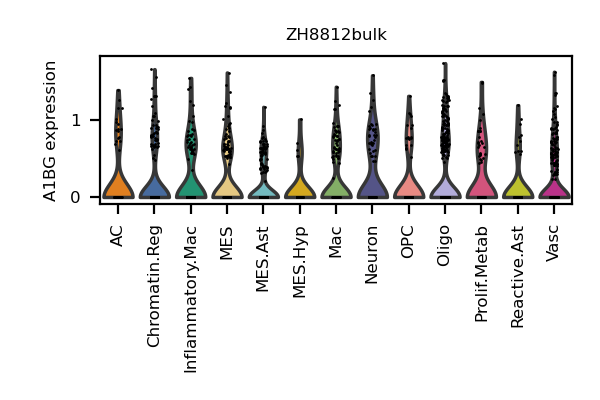 ZH8812bulk
A1BG expression
1
0
AC
Chromatin.Reg
Inflammatory.Mac
MES
MES.Ast
MES.Hyp
Mac
Neuron
OPC
Oligo
Prolif.Metab
Reactive.Ast
Vasc